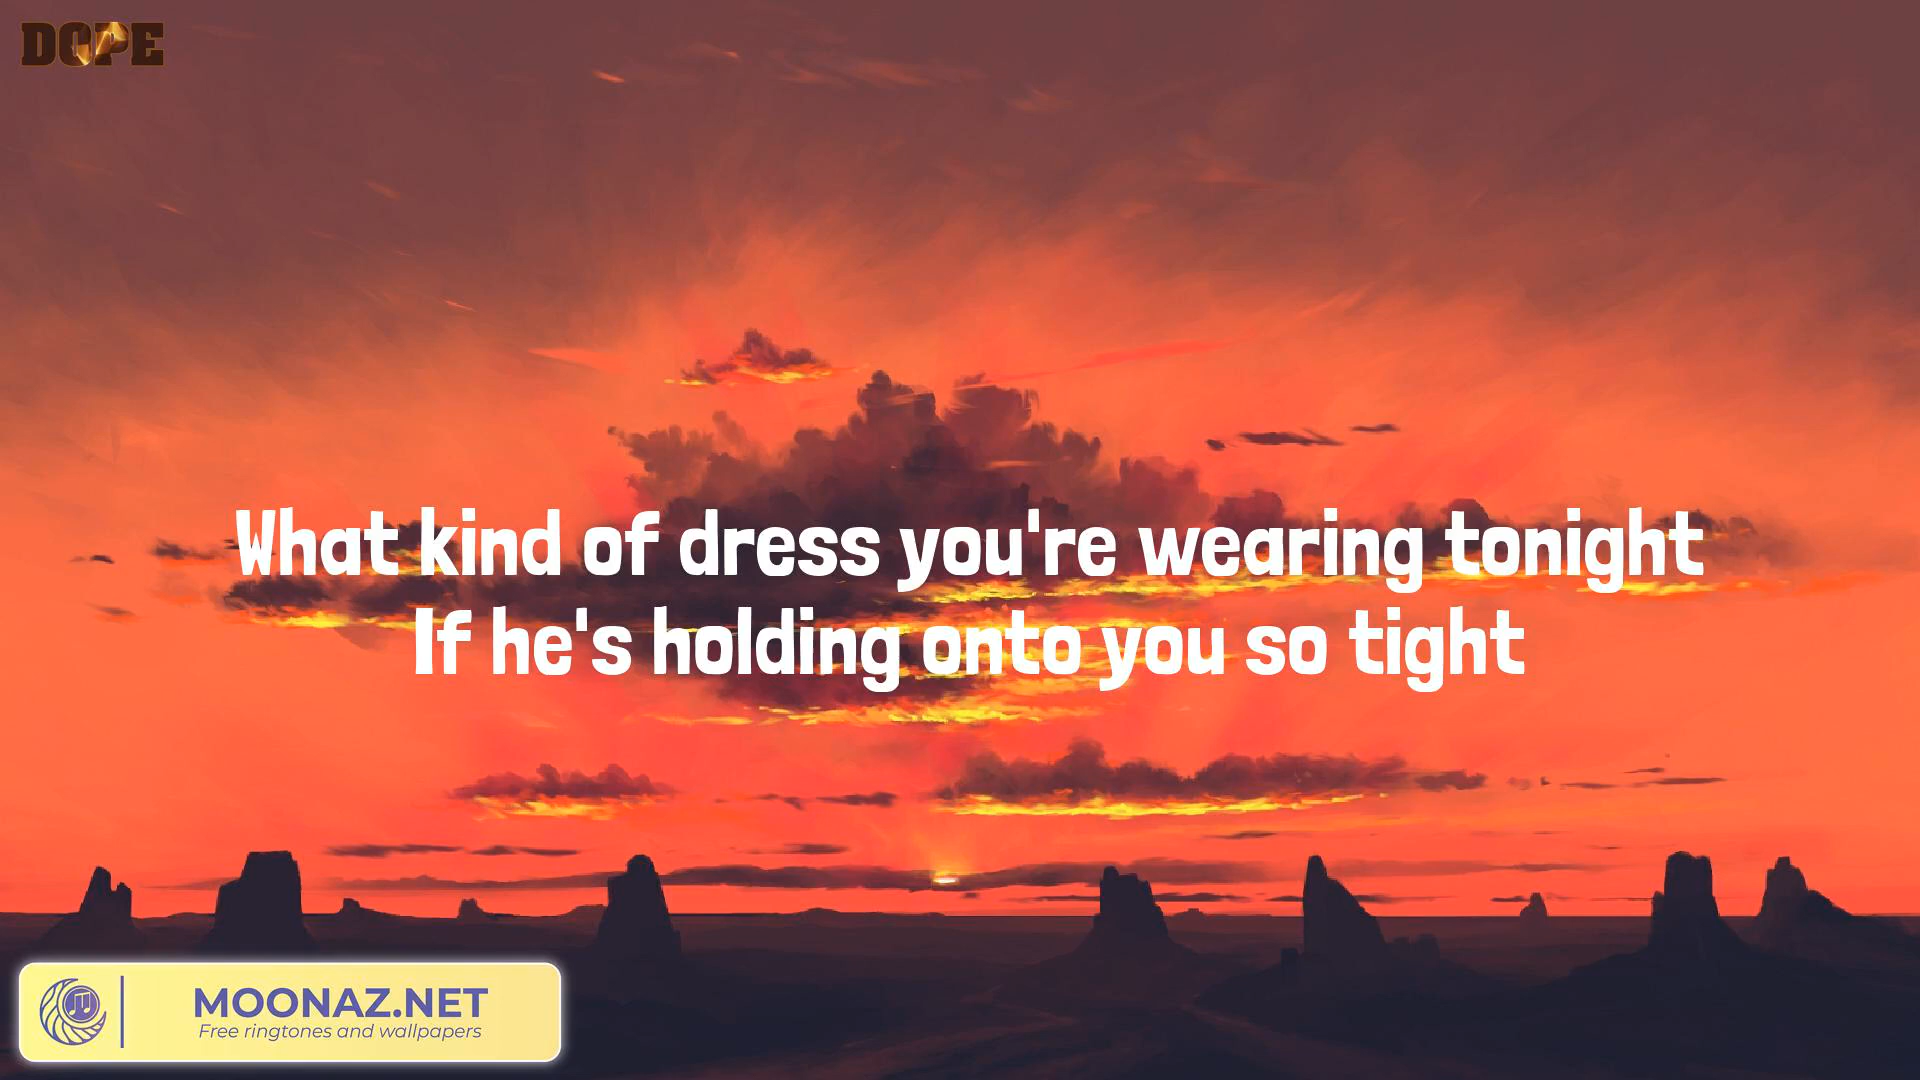 DOPE
What kind of dress you're wearing tonight
If he's holding onto you so tight
MOONAZ.NET
Free ringtones and wallpapers